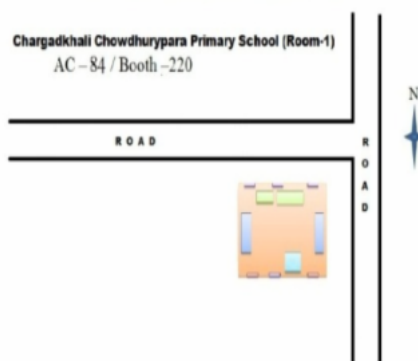 Chargadkhali Chowdhurypara Primary School (Room-1)
AC – 84 / Booth –220
N
ROAD
ROAD